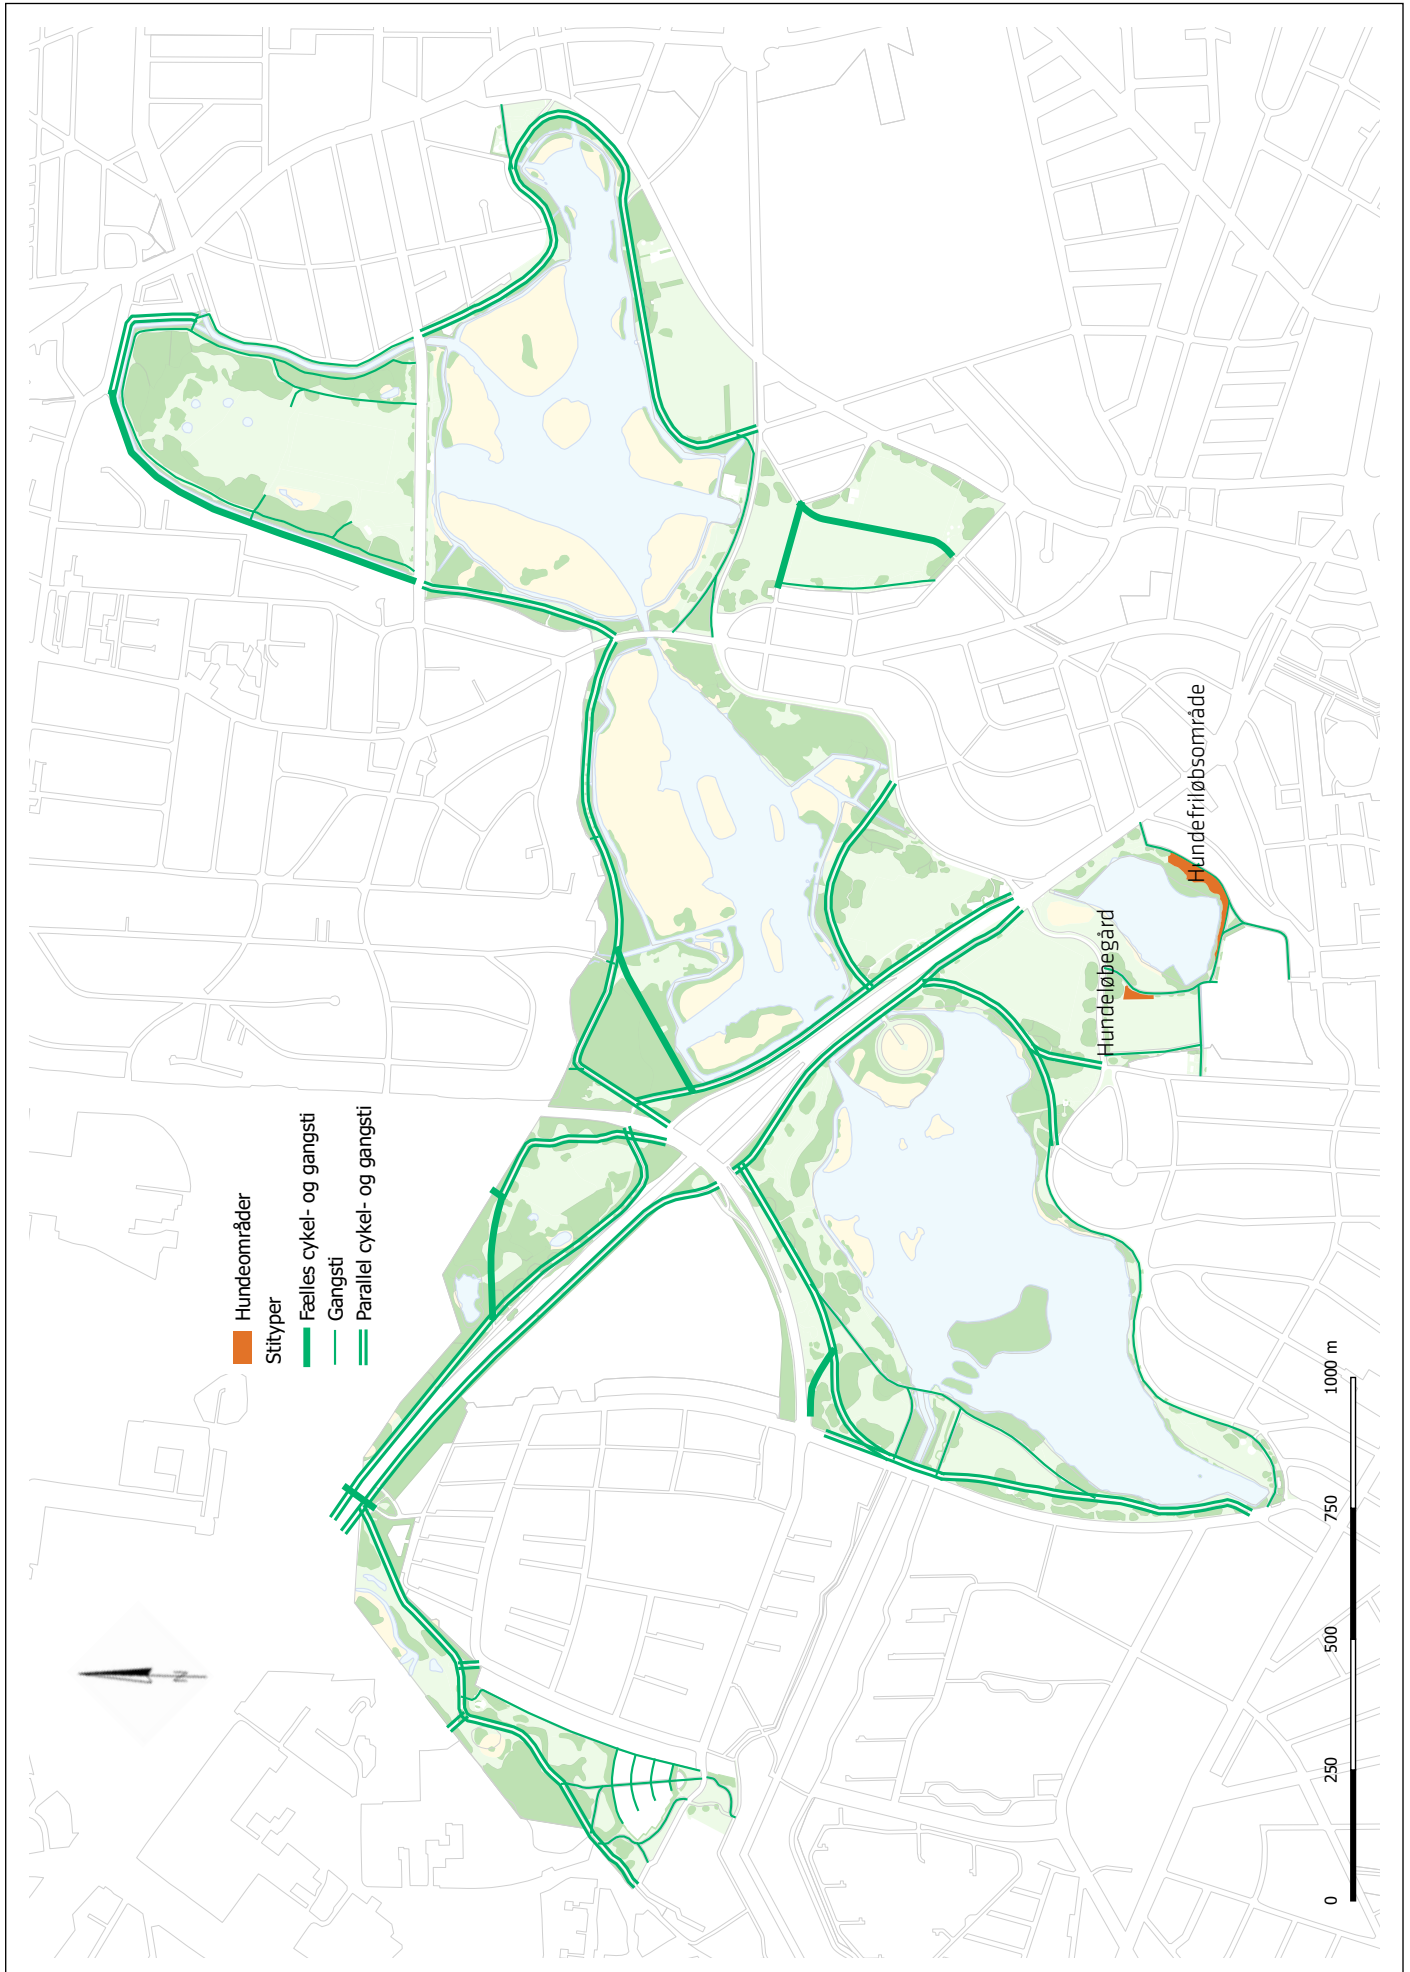 Hundeområder
Stityper
Fælles cykel- og gangsti
Gangsti
Parallel cykel- og gangsti
N
Hundeløbegård
Hundefriløbsområde
0 250 500 750 1000 m